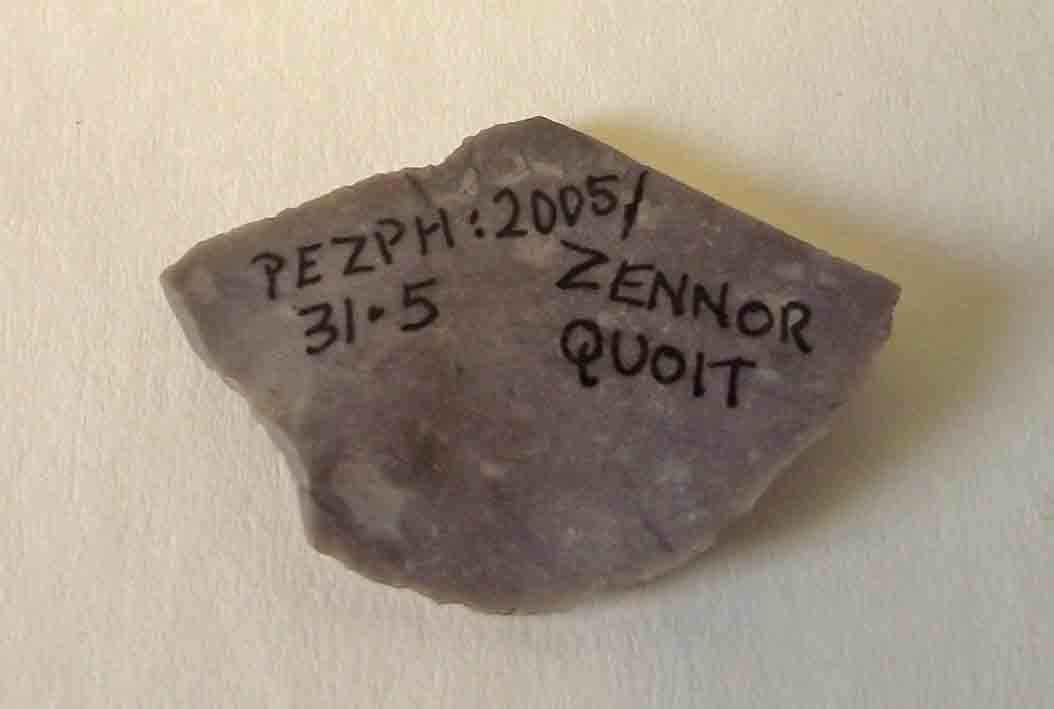 PEZPH:2005/
31.5
ZENNOR
QUOIT